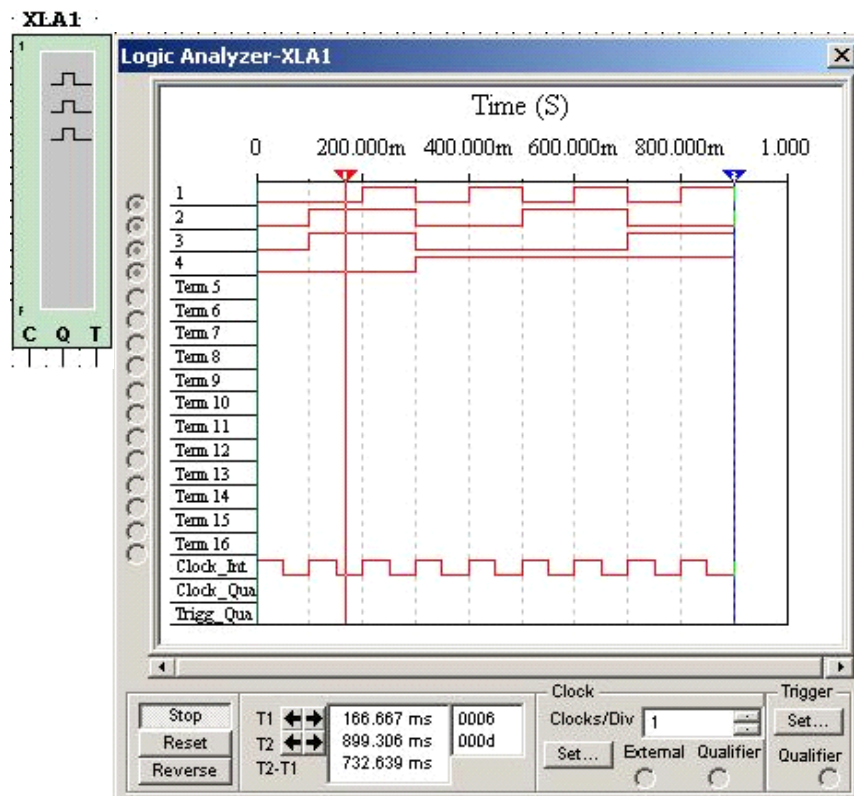 XLA1
1
F
C Q T
Logic Analyzer-XLA1
Time (S)
0 200.000m 400.000m 600.000m 800.000m 1.000
1 2
1
2
3
4
Term 5
Term 6
Term 7
Term 8
Term 9
Term 10
Term 11
Term 12
Term 13
Term 14
Term 15
Term 16
Clock_Int
Clock_Qua
Trigg_Qua
Stop
Reset
Reverse
T1 166.667 ms 0006
T2 899.306 ms 000d
T2-T1 732.639 ms
Clock
Clocks/Div 1
Set... External Qualifier
Trigger
Set...
Qualifier